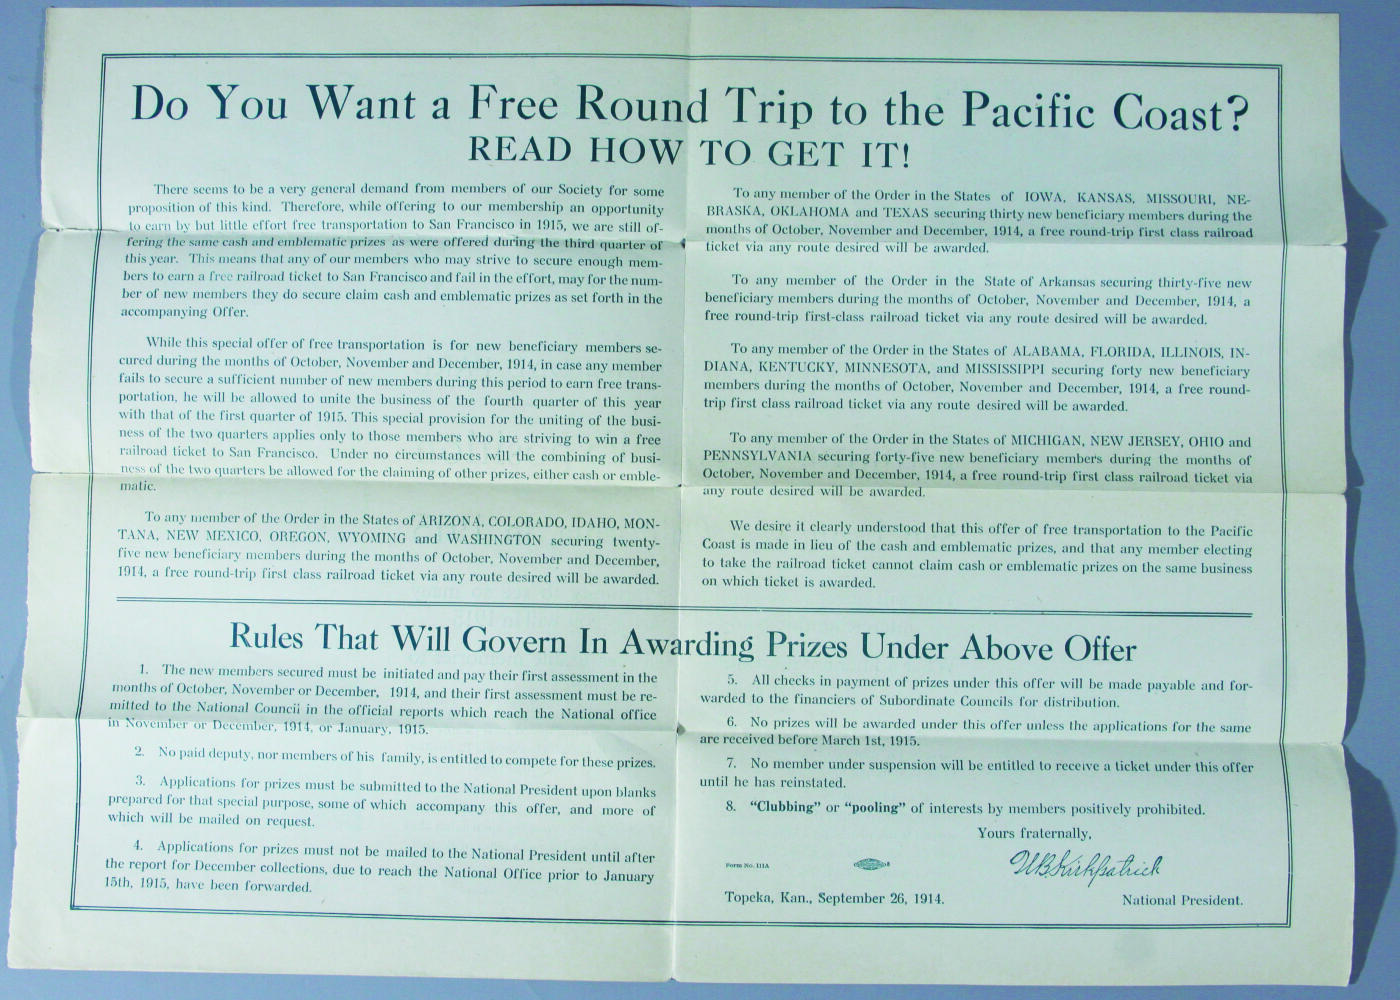 Do You Want a Free Round Trip to the Pacific Coast?
READ HOW TO GET IT!
There seems to be a very general demand from members of our Society for some
proposition of this kind. Therefore, while offering to our membership an opportunity
to earn by but little effort free transportation to San Francisco in 1915, we are still of-
fering the same cash and emblematic prizes as were offered during the third quarter of
this year. This means that any of our members who may strive to secure enough mem-
bers to earn a free railroad ticket to San Francisco and fail in the effort, may for the num-
ber of new members they do secure claim cash and emblematic prizes as set forth in the
accompanying Offer.
While this special offer of free transportation is for new beneficiary members se-
cured during the months of October, November and December, 1914, in case any member
fails to secure a sufficient number of new members during this period to earn free trans-
portation, he will be allowed to unite the business of the fourth quarter of this year
with that of the first quarter of 1915. This special provision for the uniting of the busi-
ness of the two quarters applies only to those members who are striving to win a free
railroad ticket to San Francisco. Under no circumstances will the combining of busi-
ness of the two quarters be allowed for the claiming of other prizes, either cash or emble-
matic.
To any member of the Order in the States of ARIZONA, COLORADO, IDAHO, MON-
TANA, NEW MEXICO, OREGON, WYOMING and WASHINGTON securing twenty-
five new beneficiary members during the months of October, November and December,
1914, a free round-trip first class railroad ticket via any route desired will be awarded.
To any member of the Order in the States of IOWA, KANSAS, MISSOURI, NE-
BRASKA, OKLAHOMA and TEXAS securing thirty new beneficiary members during the
months of October, November and December, 1914, a free round-trip first class railroad
ticket via any route desired will be awarded.
To any member of the Order in the State of Arkansas securing thirty-five new
beneficiary members during the months of October, November and December, 1914, a
free round-trip first-class railroad ticket via any route desired will be awarded.
To any member of the Order in the States of ALABAMA, FLORIDA, ILLINOIS, IN-
DIANA, KENTUCKY, MINNESOTA, and MISSISSIPPI securing forty new beneficiary
members during the months of October, November and December, 1914, a free round-
trip first class railroad ticket via any route desired will be awarded.
To any member of the Order in the States of MICHIGAN, NEW JERSEY, OHIO and
PENNSYLVANIA securing forty-five new beneficiary members during the months of
October, November and December, 1914, a free round-trip first class railroad ticket via
any route desired will be awarded.
We desire it clearly understood that this offer of free transportation to the Pacific
Coast is made in lieu of the cash and emblematic prizes, and that any member electing
to take the railroad ticket cannot claim cash or emblematic prizes on the same business
on which ticket is awarded.
Rules That Will Govern In Awarding Prizes Under Above Offer
1. The new members secured must be initiated and pay their first assessment in the
months of October, November or December, 1914, and their first assessment must be re-
mitted to the National Council in the official reports which reach the National office
in November or December, 1914, or January, 1915.
2. No paid deputy, nor members of his family, is entitled to compete for these prizes.
3. Applications for prizes must be submitted to the National President upon blanks
prepared for that special purpose, some of which accompany this offer, and more of
which will be mailed on request.
4. Applications for prizes must not be mailed to the National President until after
the report for December collections, due to reach the National Office prior to January
15th, 1915, have been forwarded.
5. All checks in payment of prizes under this offer will be made payable and for-
warded to the financiers of Subordinate Councils for distribution.
6. No prizes will be awarded under this offer unless the applications for the same
are received before March 1st, 1915.
7. No member under suspension will be entitled to receive a ticket under this offer
until he has reinstated.
8. "Clubbing" or "pooling" of interests by members positively prohibited.
Yours fraternally,
W B Kirkpatrick
Form No. 111A
Topeka, Kan., September 26, 1914.
National President.